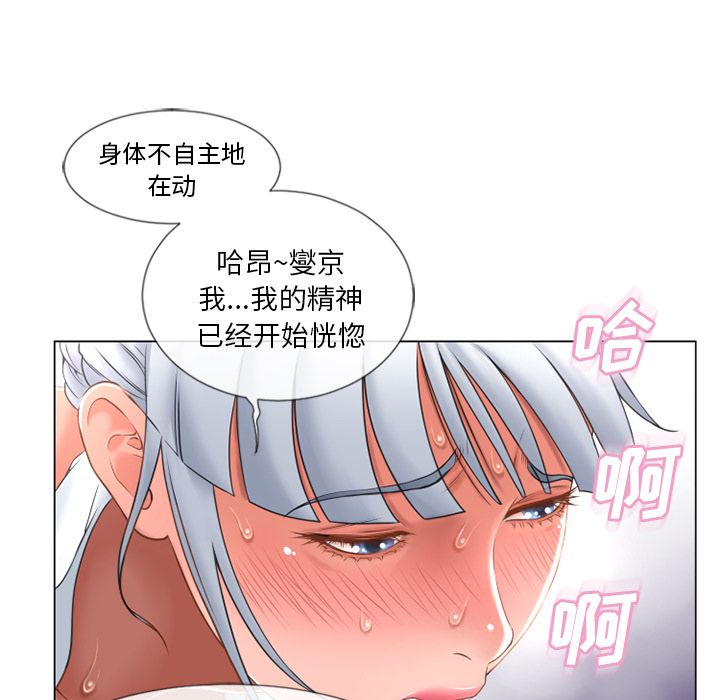 身体不自主地
在动
哈昂~燮京
我...我的精神
已经开始恍惚
哈
啊
啊